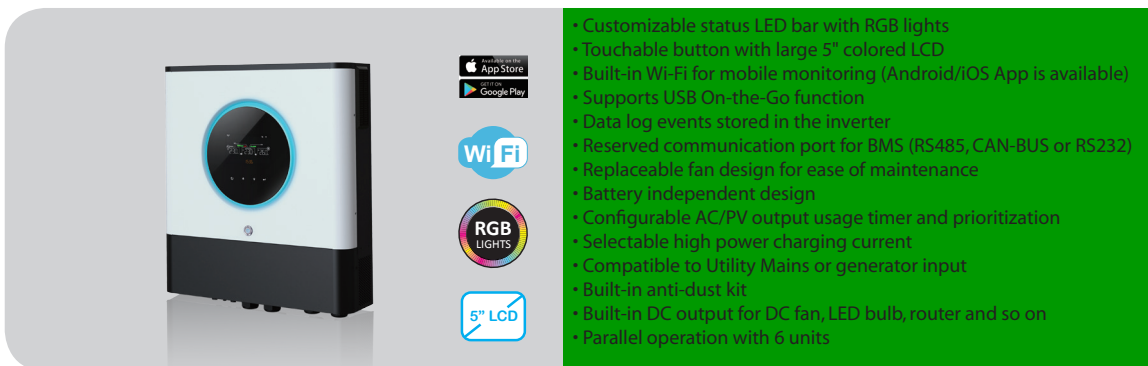 Available on the
App Store
GET IT ON
Google Play
Wi Fi
RGB
LIGHTS
5" LCD
• Customizable status LED bar with RGB lights
• Touchable button with large 5" colored LCD
• Built-in Wi-Fi for mobile monitoring (Android/iOS App is available)
• Supports USB On-the-Go function
• Data log events stored in the inverter
• Reserved communication port for BMS (RS485, CAN-BUS or RS232)
• Replaceable fan design for ease of maintenance
• Battery independent design
• Configurable AC/PV output usage timer and prioritization
• Selectable high power charging current
• Compatible to Utility Mains or generator input
• Built-in anti-dust kit
• Built-in DC output for DC fan, LED bulb, router and so on
• Parallel operation with 6 units